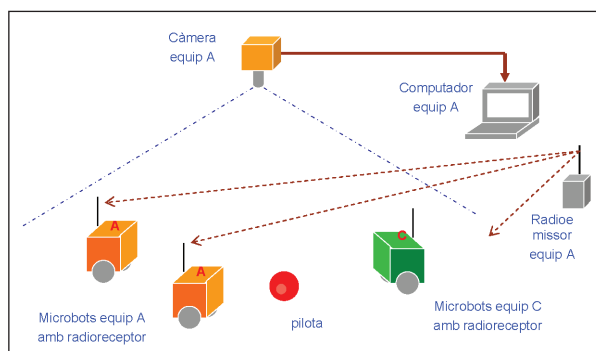 Càmera
equip A
Computador
equip A
A
A
C
Radioe
missor
equip A
Microbots equip A
amb radioreceptor
pilota
Microbots equip C
amb radioreceptor